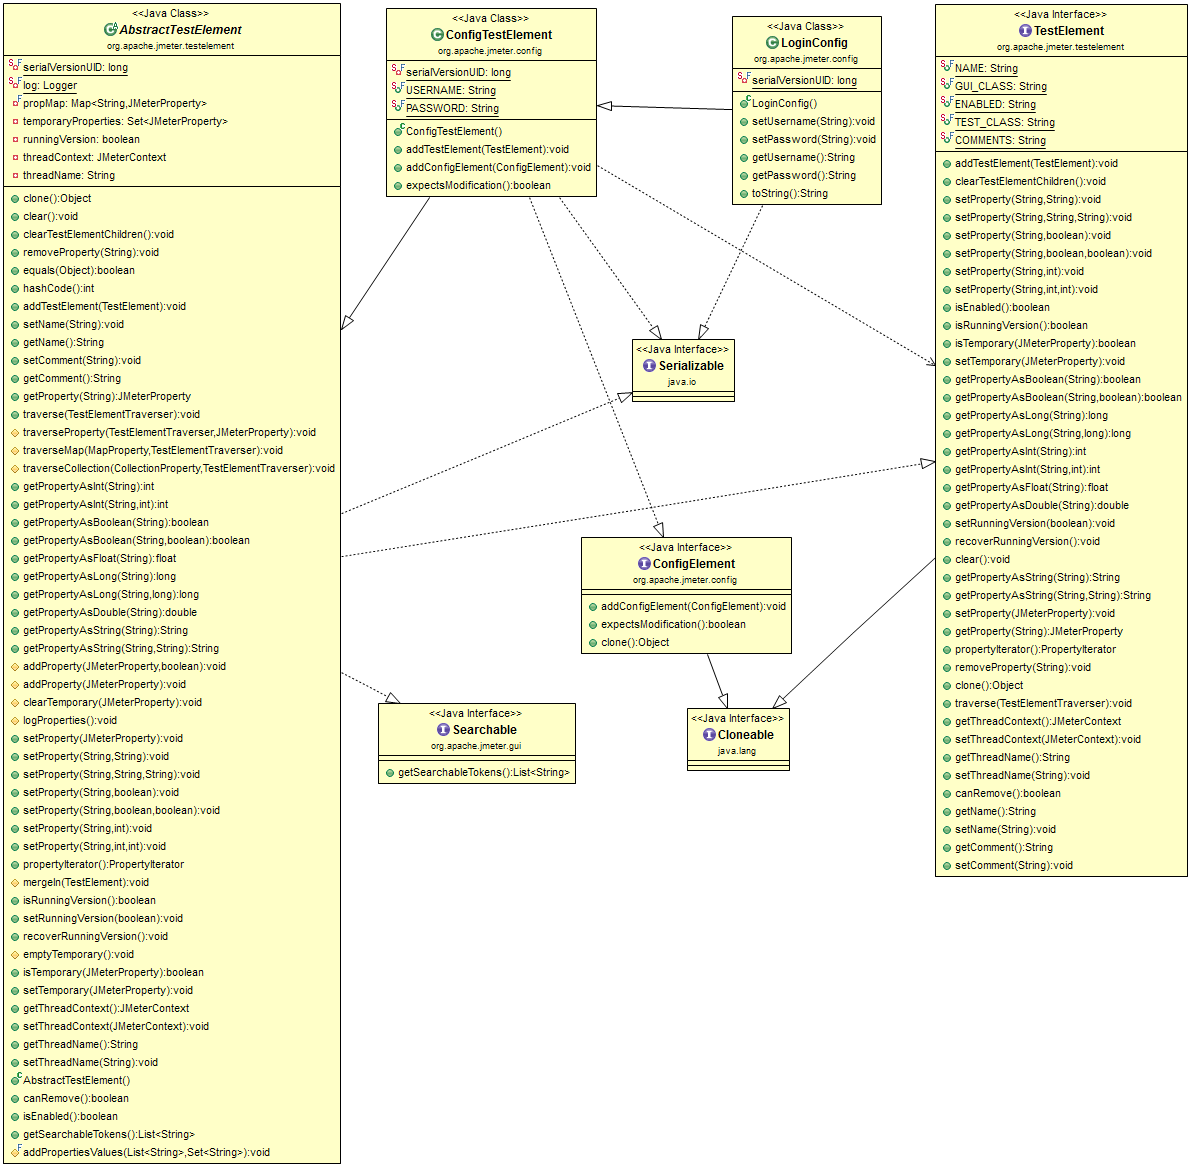 <<Java Class>>
AbstractTestElement
org.apache.jmeter.testelement
serialVersionUID: long
log: Logger
propMap: Map<String,JMeterProperty>
temporaryProperties: Set<JMeterProperty>
runningVersion: boolean
threadContext: JMeterContext
threadName: String
clone():Object
clear():void
clearTestElementChildren():void
removeProperty(String):void
equals(Object):boolean
hashCode():int
addTestElement(TestElement):void
setName(String):void
getName():String
setComment(String):void
getComment():String
getProperty(String):JMeterProperty
traverse(TestElementTraverser):void
traverseProperty(TestElementTraverser,JMeterProperty):void
traverseMap(MapProperty,TestElementTraverser):void
traverseCollection(CollectionProperty,TestElementTraverser):void
getPropertyAsInt(String):int
getPropertyAsInt(String,int):int
getPropertyAsBoolean(String):boolean
getPropertyAsBoolean(String,boolean):boolean
getPropertyAsFloat(String):float
getPropertyAsLong(String):long
getPropertyAsLong(String,long):long
getPropertyAsDouble(String):double
getPropertyAsString(String):String
getPropertyAsString(String,String):String
addProperty(JMeterProperty,boolean):void
addProperty(JMeterProperty):void
clearTemporary(JMeterProperty):void
logProperties():void
setProperty(JMeterProperty):void
setProperty(String,String):void
setProperty(String,String,String):void
setProperty(String,boolean):void
setProperty(String,boolean,boolean):void
setProperty(String,int):void
setProperty(String,int,int):void
propertyIterator():PropertyIterator
mergeIn(TestElement):void
isRunningVersion():boolean
setRunningVersion(boolean):void
recoverRunningVersion():void
emptyTemporary():void
isTemporary(JMeterProperty):boolean
setTemporary(JMeterProperty):void
getThreadContext():JMeterContext
setThreadContext(JMeterContext):void
getThreadName():String
setThreadName(String):void
AbstractTestElement()
canRemove():boolean
isEnabled():boolean
getSearchableTokens():List<String>
addPropertiesValues(List<String>,Set<String>):void
<<Java Class>>
ConfigTestElement
org.apache.jmeter.config
serialVersionUID: long
USERNAME: String
PASSWORD: String
ConfigTestElement()
addTestElement(TestElement):void
addConfigElement(ConfigElement):void
expectsModification():boolean
<<Java Class>>
LoginConfig
org.apache.jmeter.config
serialVersionUID: long
LoginConfig()
setUsername(String):void
setPassword(String):void
getUsername():String
getPassword():String
toString():String
<<Java Interface>>
Serializable
java.io
<<Java Interface>>
ConfigElement
org.apache.jmeter.config
addConfigElement(ConfigElement):void
expectsModification():boolean
clone():Object
<<Java Interface>>
Searchable
org.apache.jmeter.gui
getSearchableTokens():List<String>
<<Java Interface>>
Cloneable
java.lang
<<Java Interface>>
TestElement
org.apache.jmeter.testelement
NAME: String
GUI_CLASS: String
ENABLED: String
TEST_CLASS: String
COMMENTS: String
addTestElement(TestElement):void
clearTestElementChildren():void
setProperty(String,String):void
setProperty(String,String,String):void
setProperty(String,boolean):void
setProperty(String,boolean,boolean):void
setProperty(String,int):void
setProperty(String,int,int):void
isEnabled():boolean
isRunningVersion():boolean
isTemporary(JMeterProperty):boolean
setTemporary(JMeterProperty):void
getPropertyAsBoolean(String):boolean
getPropertyAsBoolean(String,boolean):boolean
getPropertyAsLong(String):long
getPropertyAsLong(String,long):long
getPropertyAsInt(String):int
getPropertyAsInt(String,int):int
getPropertyAsFloat(String):float
getPropertyAsDouble(String):double
setRunningVersion(boolean):void
recoverRunningVersion():void
clear():void
getPropertyAsString(String):String
getPropertyAsString(String,String):String
setProperty(JMeterProperty):void
getProperty(String):JMeterProperty
propertyIterator():PropertyIterator
removeProperty(String):void
clone():Object
traverse(TestElementTraverser):void
getThreadContext():JMeterContext
setThreadContext(JMeterContext):void
getThreadName():String
setThreadName(String):void
canRemove():boolean
getName():String
setName(String):void
getComment():String
setComment(String):void